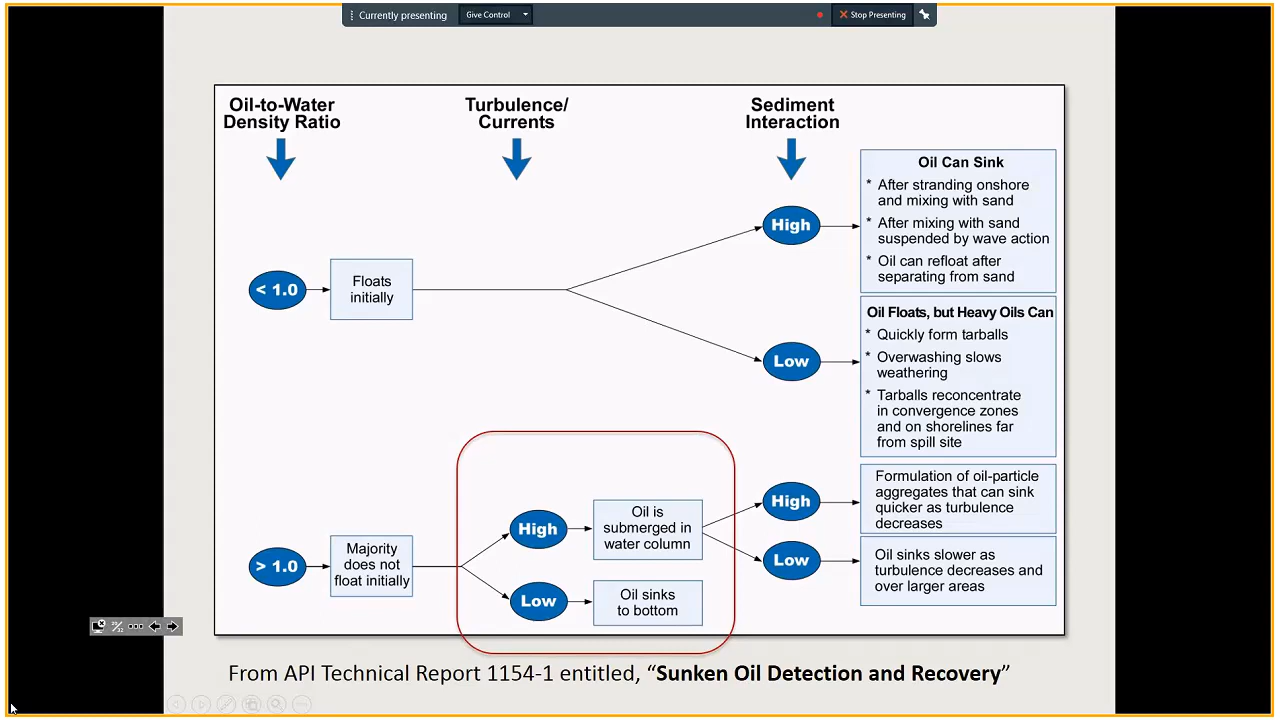 Currently presenting
Give Control
Stop Presenting
Oil-to-Water
Density Ratio
Turbulence/
Currents
Sediment
Interaction
Oil Can Sink
* After stranding onshore
and mixing with sand
* After mixing with sand
suspended by wave action
* Oil can refloat after
separating from sand
High
< 1.0
Floats
initially
Low
Oil Floats, but Heavy Oils Can
* Quickly form tarballs
* Overwashing slows
weathering
* Tarballs reconcentrate
in convergence zones
and on shorelines far
from spill site
> 1.0
Majority
does not
float initially
High
Oil is
submerged in
water column
Low
Oil sinks
to bottom
High
Formulation of oil-particle
aggregates that can sink
quicker as turbulence
decreases
Low
Oil sinks slower as
turbulence decreases and
over larger areas
From API Technical Report 1154-1 entitled, “Sunken Oil Detection and Recovery”